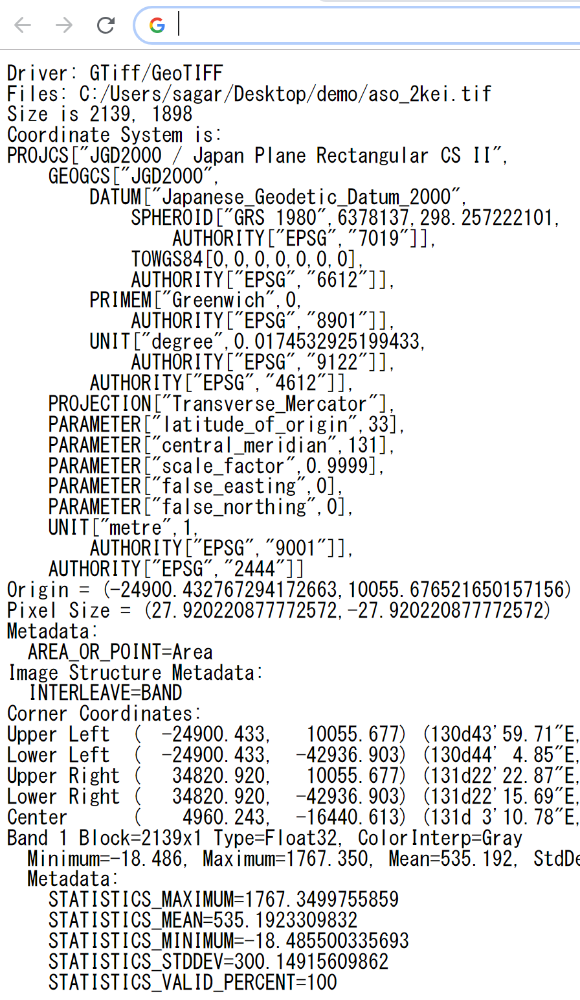 Driver: GTiff/GeoTIFF
Files: C:/Users/sagar/Desktop/demo/aso_2kei.tif
Size is 2139, 1898
Coordinate System is:
PROJCS["JGD2000 / Japan Plane Rectangular CS II",
    GEOGCS["JGD2000",
        DATUM["Japanese_Geodetic_Datum_2000",
            SPHEROID["GRS 1980",6378137,298.257222101,
                AUTHORITY["EPSG","7019"]],
            TOWGS84[0,0,0,0,0,0,0],
            AUTHORITY["EPSG","6612"]],
        PRIMEM["Greenwich",0,
            AUTHORITY["EPSG","8901"]],
        UNIT["degree",0.0174532925199433,
            AUTHORITY["EPSG","9122"]],
        AUTHORITY["EPSG","4612"]],
    PROJECTION["Transverse_Mercator"],
    PARAMETER["latitude_of_origin",33],
    PARAMETER["central_meridian",131],
    PARAMETER["scale_factor",0.9999],
    PARAMETER["false_easting",0],
    PARAMETER["false_northing",0],
    UNIT["metre",1,
        AUTHORITY["EPSG","9001"]],
    AUTHORITY["EPSG","2444"]]
Origin = (-24900.432767294172663,10055.676521650157156)
Pixel Size = (27.920220877772572,-27.920220877772572)
Metadata:
  AREA_OR_POINT=Area
Image Structure Metadata:
  INTERLEAVE=BAND
Corner Coordinates:
Upper Left  (  -24900.433,   10055.677) (130d43'59.71"E,
Lower Left  (  -24900.433,  -42936.903) (130d44' 4.85"E,
Upper Right (   34820.920,   10055.677) (131d22'22.87"E,
Lower Right (   34820.920,  -42936.903) (131d22'15.69"E,
Center      (    4960.243,  -16440.613) (131d 3'10.78"E,
Band 1 Block=2139x1 Type=Float32, ColorInterp=Gray
  Minimum=-18.486, Maximum=1767.350, Mean=535.192, StdDe
  Metadata:
    STATISTICS_MAXIMUM=1767.3499755859
    STATISTICS_MEAN=535.1923309832
    STATISTICS_MINIMUM=-18.485500335693
    STATISTICS_STDDEV=300.14915609862
    STATISTICS_VALID_PERCENT=100